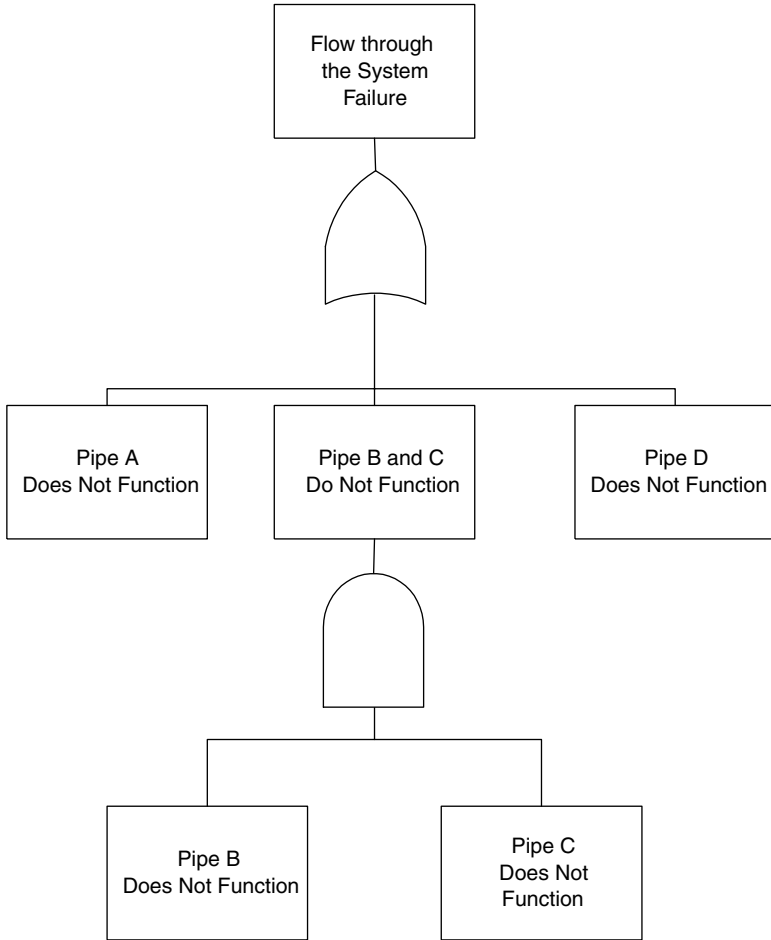 Flow through
the System
Failure
Pipe A
Does Not Function
Pipe B and C
Do Not Function
Pipe D
Does Not Function
Pipe B
Does Not Function
Pipe C
Does Not
Function